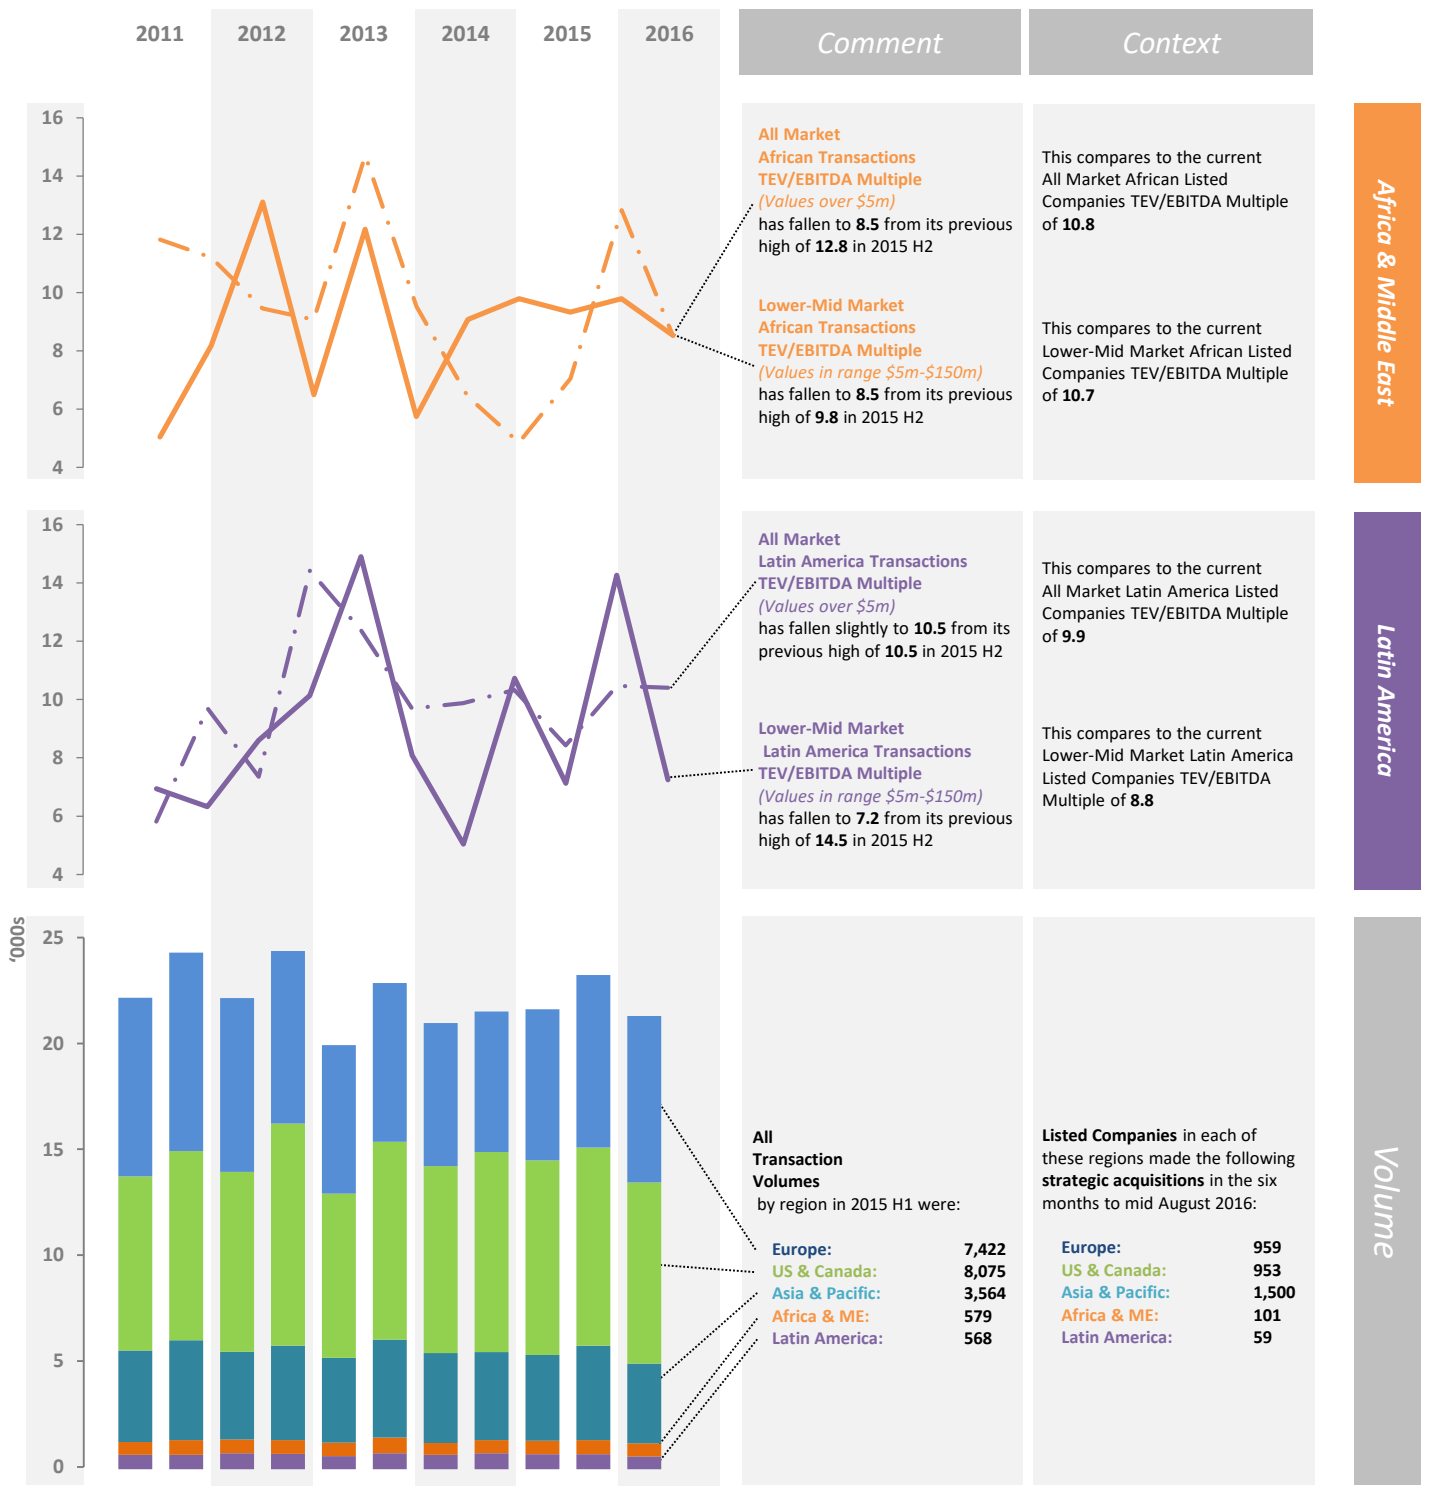 2011 2012 2013 2014 2015 2016
Comment
Context
16
14
12
10
8
6
4
All Market
African Transactions
TEV/EBITDA Multiple
(Values over $5m)
has fallen to 8.5 from its previous
high of 12.8 in 2015 H2
Lower-Mid Market
African Transactions
TEV/EBITDA Multiple
(Values in range $5m-$150m)
has fallen to 8.5 from its previous
high of 9.8 in 2015 H2
This compares to the current
All Market African Listed
Companies TEV/EBITDA Multiple
of 10.8
This compares to the current
Lower-Mid Market African Listed
Companies TEV/EBITDA Multiple
of 10.7
Africa & Middle East
16
14
12
10
8
6
4
All Market
Latin America Transactions
TEV/EBITDA Multiple
(Values over $5m)
has fallen slightly to 10.5 from its
previous high of 10.5 in 2015 H2
Lower-Mid Market
Latin America Transactions
TEV/EBITDA Multiple
(Values in range $5m-$150m)
has fallen to 7.2 from its previous
high of 14.5 in 2015 H2
This compares to the current
All Market Latin America Listed
Companies TEV/EBITDA Multiple
of 9.9
This compares to the current
Lower-Mid Market Latin America
Listed Companies TEV/EBITDA
Multiple of 8.8
Latin America
'000s
25
20
15
10
5
0
All
Transaction
Volumes
by region in 2015 H1 were:
Europe: 7,422
US & Canada: 8,075
Asia & Pacific: 3,564
Africa & ME: 579
Latin America: 568
Listed Companies in each of
these regions made the following
strategic acquisitions in the six
months to mid August 2016:
Europe: 959
US & Canada: 953
Asia & Pacific: 1,500
Africa & ME: 101
Latin America: 59
Volume